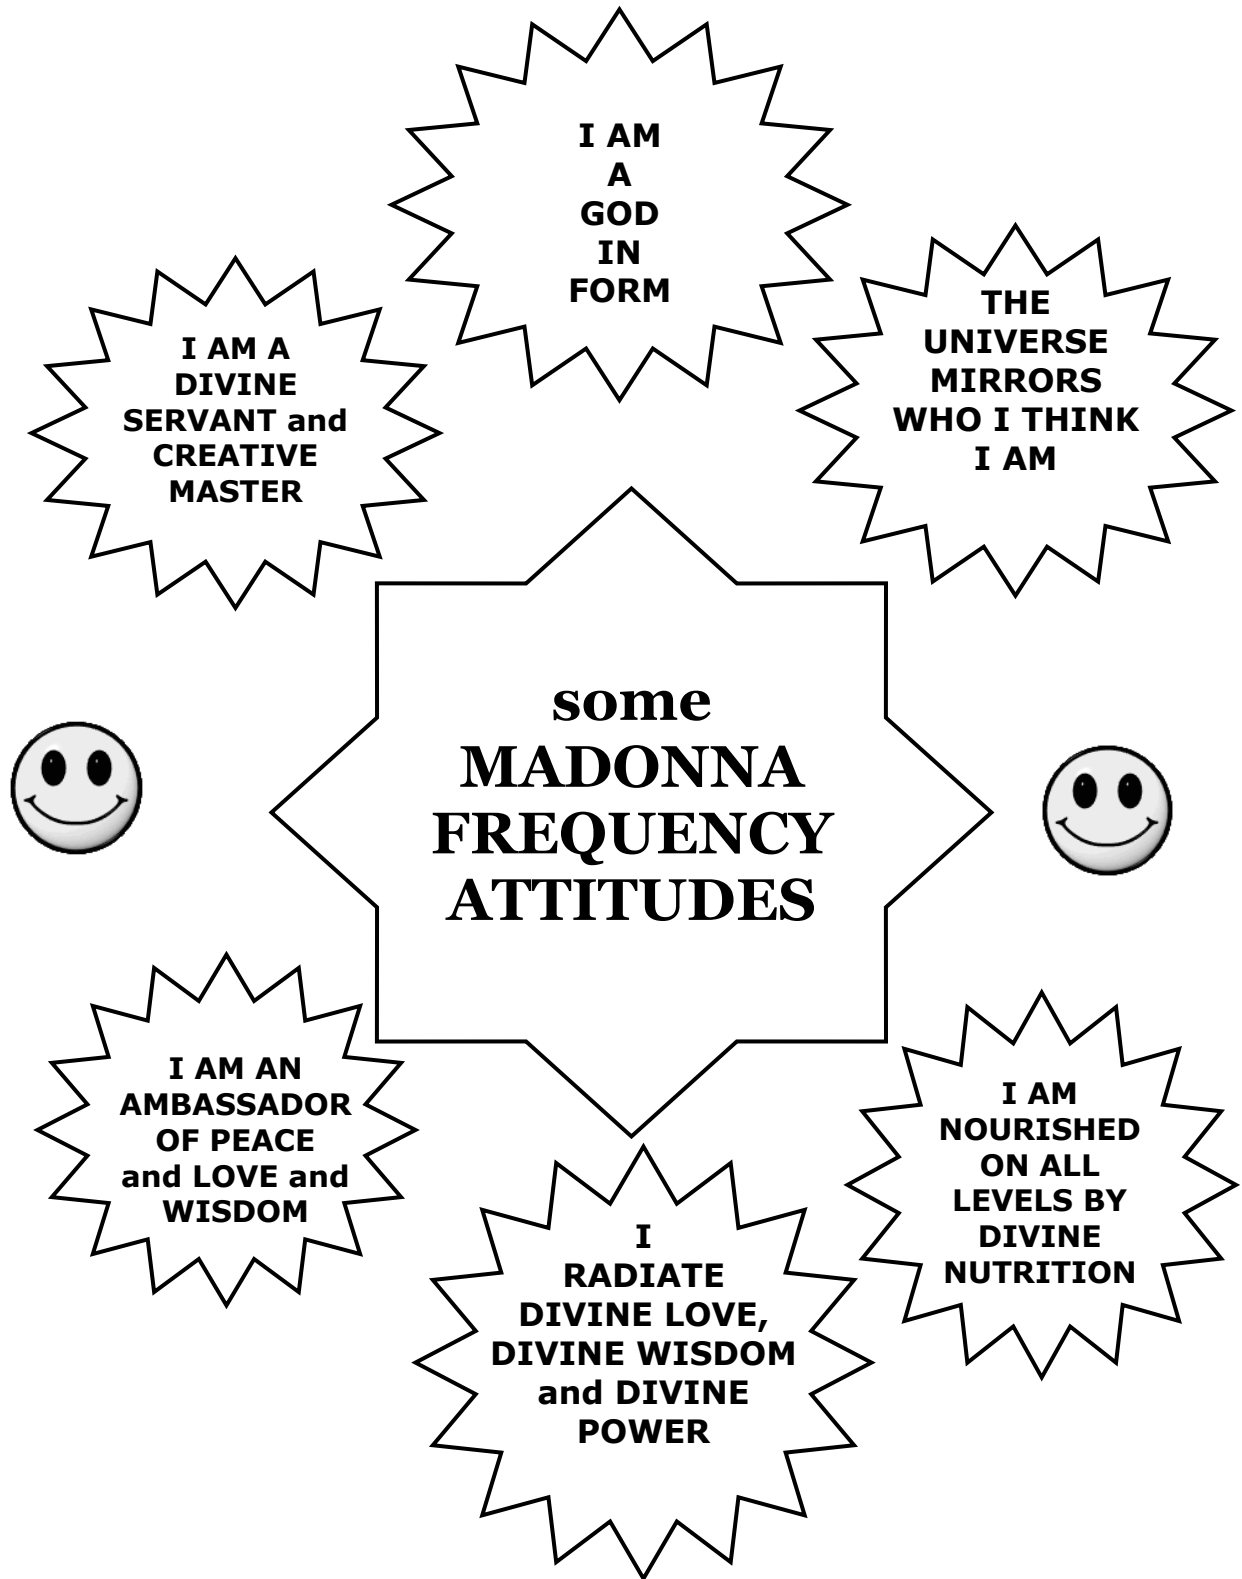 I AM
A
GOD
IN
FORM
THE
UNIVERSE
MIRRORS
WHO I THINK
I AM
I AM A
DIVINE
SERVANT and
CREATIVE
MASTER
some
MADONNA
FREQUENCY
ATTITUDES
I AM AN
AMBASSADOR
OF PEACE
and LOVE and
WISDOM
I AM
NOURISHED
ON ALL
LEVELS BY
DIVINE
NUTRITION
I
RADIATE
DIVINE LOVE,
DIVINE WISDOM
and DIVINE
POWER